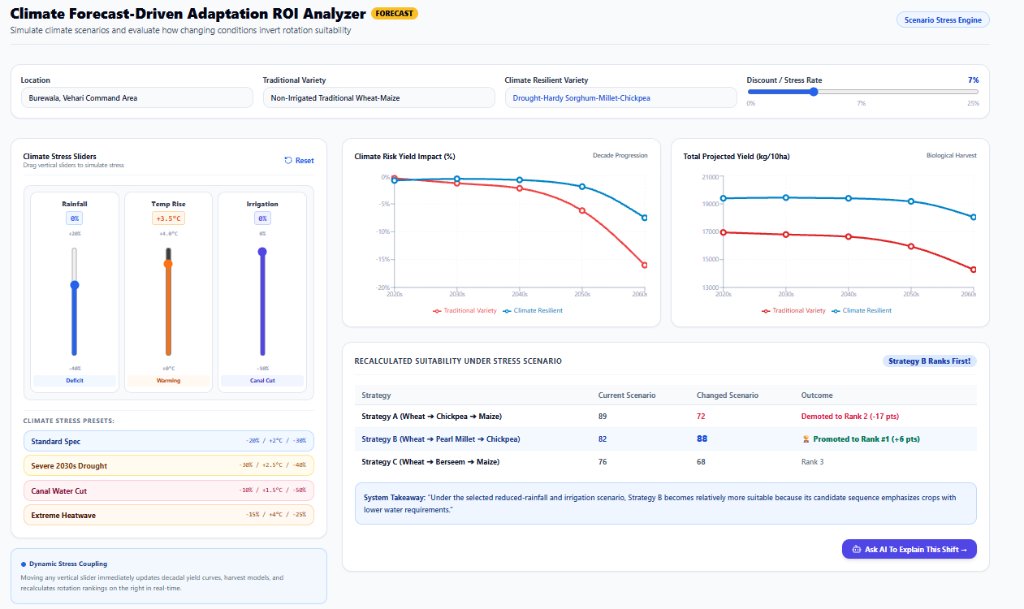 Climate Forecast-Driven Adaptation ROI Analyzer FORECAST
Simulate climate scenarios and evaluate how changing conditions invert rotation suitability
Scenario Stress Engine
Location
Burewala, Vehari Command Area
Traditional Variety
Non-Irrigated Traditional Wheat-Maize
Climate Resilient Variety
Drought-Hardy Sorghum-Millet-Chickpea
Discount / Stress Rate 7%
0% 7% 25%
Climate Stress Sliders
Drag vertical sliders to simulate stress
Reset
Rainfall
0%
+20%
-40%
Deficit
Temp Rise
+3.5°C
+4.0°C
+0°C
Warming
Irrigation
0%
0%
-50%
Canal Cut
CLIMATE STRESS PRESETS:
Standard Spec -20% / +2°C / -30%
Severe 2030s Drought -30% / +2.5°C / -40%
Canal Water Cut -10% / +1.5°C / -50%
Extreme Heatwave -15% / +4°C / -25%
Dynamic Stress Coupling
Moving any vertical slider immediately updates decadal yield curves, harvest models, and
recalculates rotation rankings on the right in real-time.
Climate Risk Yield Impact (%) Decade Progression
0%
-5%
-10%
-15%
20%
2020s 2030s 2040s 2050s 2060s
Traditional Variety Climate Resilient
Total Projected Yield (kg/10ha) Biological Harvest
21000
19000
17000
15000
13000
2020s 2030s 2040s 2050s 2060s
Traditional Variety Climate Resilient
RECALCULATED SUITABILITY UNDER STRESS SCENARIO
Strategy B Ranks First!
Strategy Current Scenario Changed Scenario Outcome
Strategy A (Wheat → Chickpea → Maize) 89 72 Demoted to Rank 2 (-17 pts)
Strategy B (Wheat → Pearl Millet → Chickpea) 82 88 Promoted to Rank #1 (+6 pts)
Strategy C (Wheat → Berseem → Maize) 76 68 Rank 3
System Takeaway: "Under the selected reduced-rainfall and irrigation scenario, Strategy B becomes relatively more suitable because its candidate sequence emphasizes crops with
lower water requirements."
Ask AI To Explain This Shift →